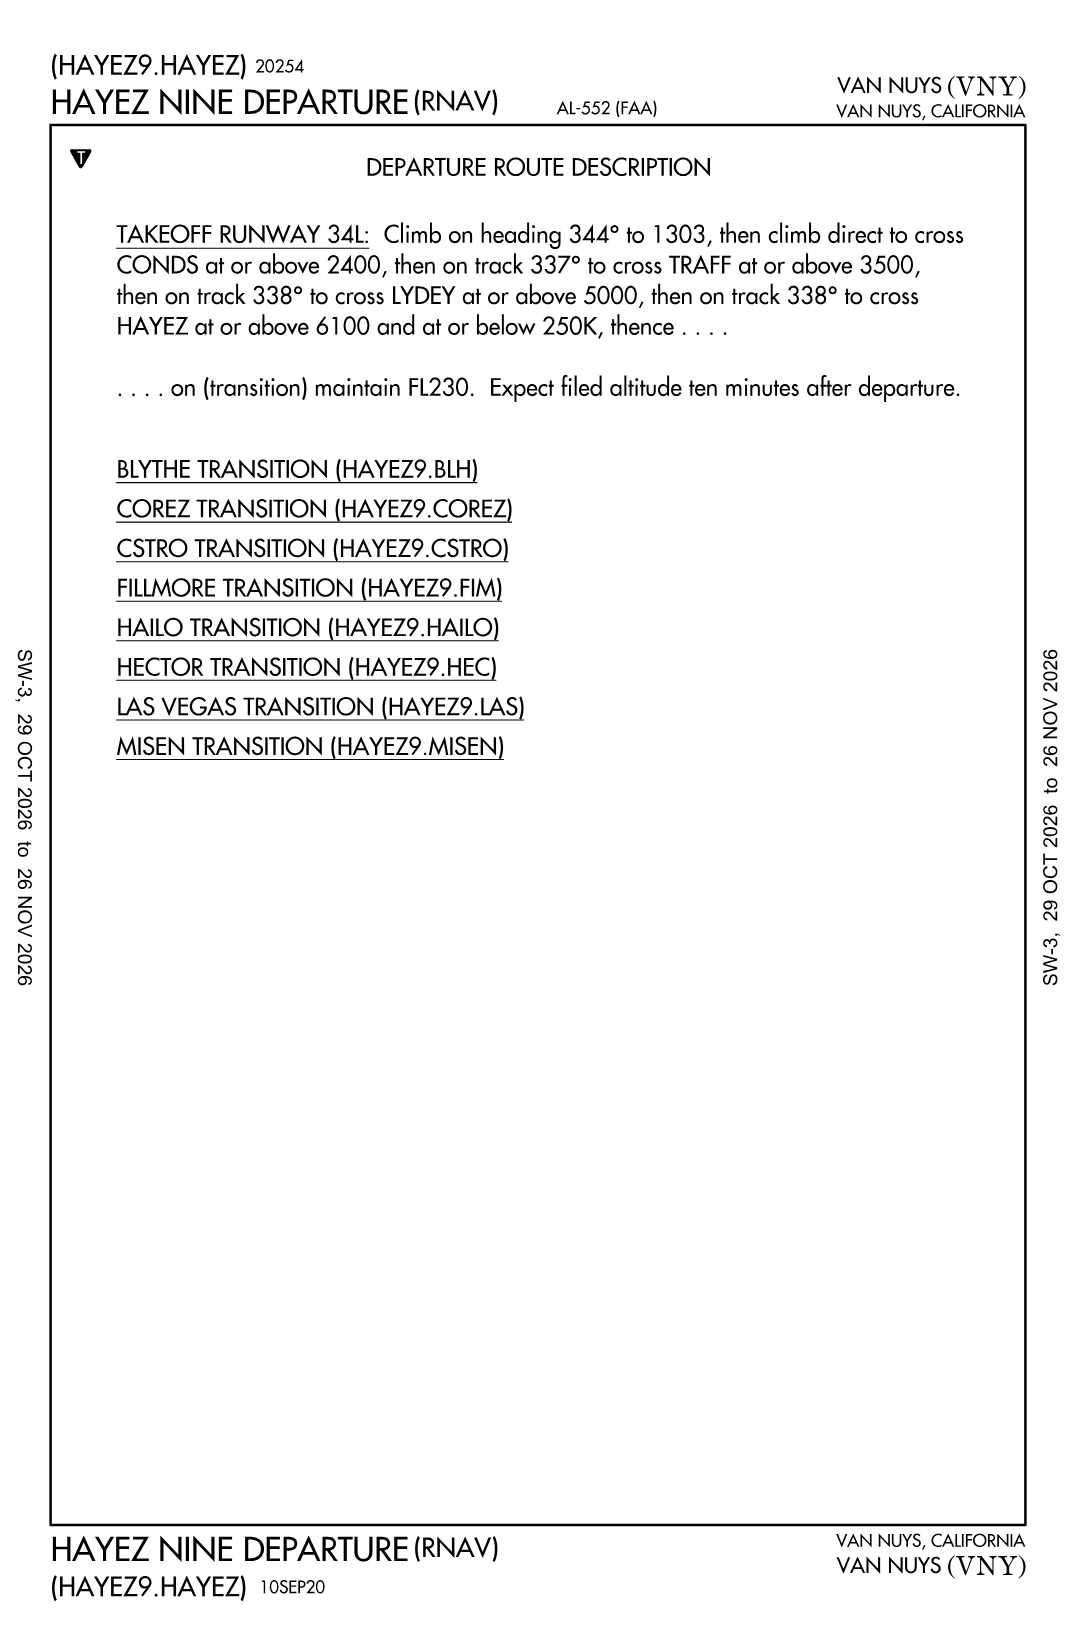 (HAYEZ9.HAYEZ) 20254
HAYEZ NINE DEPARTURE (RNAV)
AL-552 (FAA)
VAN NUYS (VNY)
VAN NUYS, CALIFORNIA
T
DEPARTURE ROUTE DESCRIPTION
TAKEOFF RUNWAY 34L: Climb on heading 344° to 1303, then climb direct to cross
CONDS at or above 2400, then on track 337° to cross TRAFF at or above 3500,
then on track 338° to cross LYDEY at or above 5000, then on track 338° to cross
HAYEZ at or above 6100 and at or below 250K, thence . . . .
. . . . on (transition) maintain FL230. Expect filed altitude ten minutes after departure.
BLYTHE TRANSITION (HAYEZ9.BLH)
COREZ TRANSITION (HAYEZ9.COREZ)
CSTRO TRANSITION (HAYEZ9.CSTRO)
FILLMORE TRANSITION (HAYEZ9.FIM)
HAILO TRANSITION (HAYEZ9.HAILO)
HECTOR TRANSITION (HAYEZ9.HEC)
LAS VEGAS TRANSITION (HAYEZ9.LAS)
MISEN TRANSITION (HAYEZ9.MISEN)
SW-3, 29 OCT 2026 to 26 NOV 2026
SW-3, 29 OCT 2026 to 26 NOV 2026
HAYEZ NINE DEPARTURE (RNAV)
(HAYEZ9.HAYEZ) 10SEP20
VAN NUYS, CALIFORNIA
VAN NUYS (VNY)